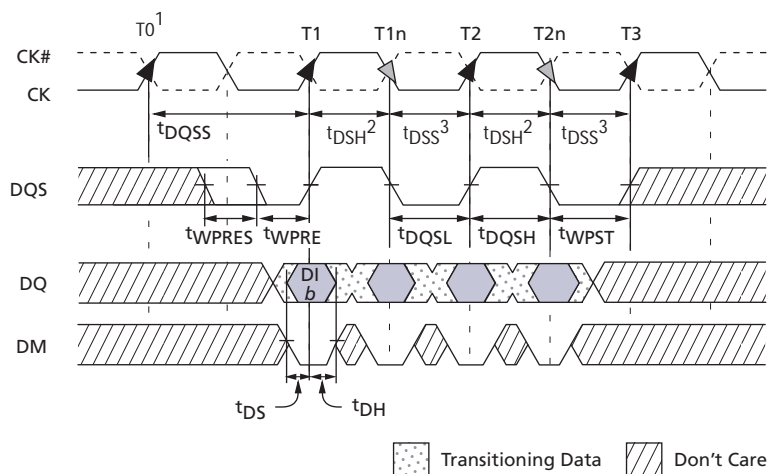 T0¹ T1 T1n T2 T2n T3
CK#
CK
tDQSS tDSH² tDSS³ tDSH² tDSS³
DQS
tWPRES tWPRE tDQSL tDQSH tWPST
DQ
DI
b
DM
tDS tDH
Transitioning Data Don't Care